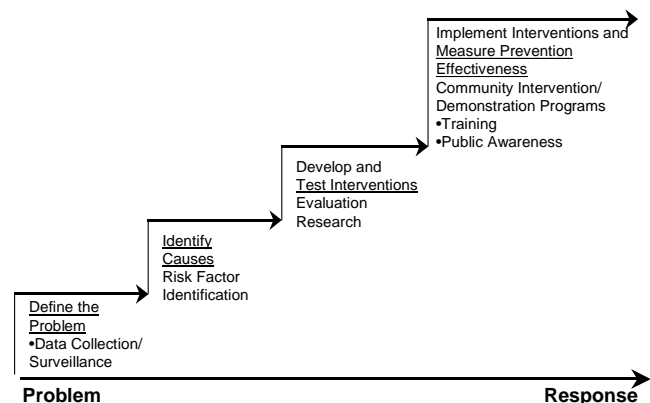 Define the
Problem
•Data Collection/
Surveillance
Identify
Causes
Risk Factor
Identification
Develop and
Test Interventions
Evaluation
Research
Implement Interventions and
Measure Prevention
Effectiveness
Community Intervention/
Demonstration Programs
•Training
•Public Awareness
Problem
Response